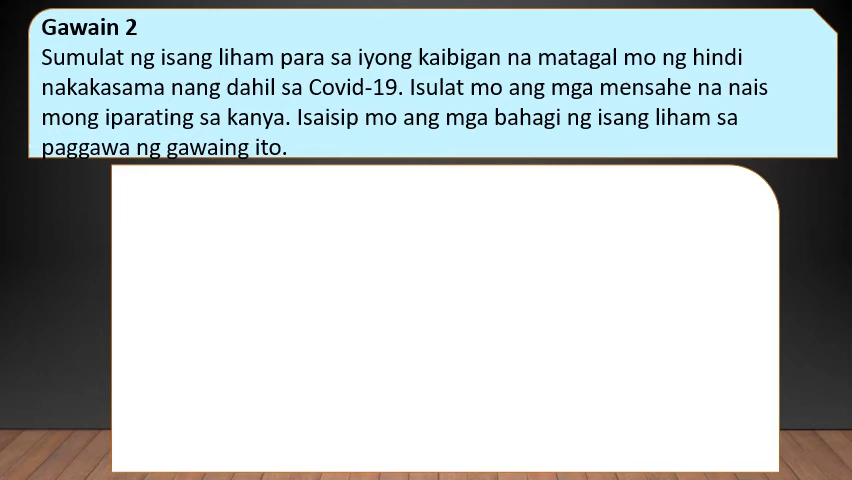 Gawain 2
Sumulat ng isang liham para sa iyong kaibigan na matagal mo ng hindi
nakakasama nang dahil sa Covid-19. Isulat mo ang mga mensahe na nais
mong iparating sa kanya. Isaisip mo ang mga bahagi ng isang liham sa
paggawa ng gawaing ito.